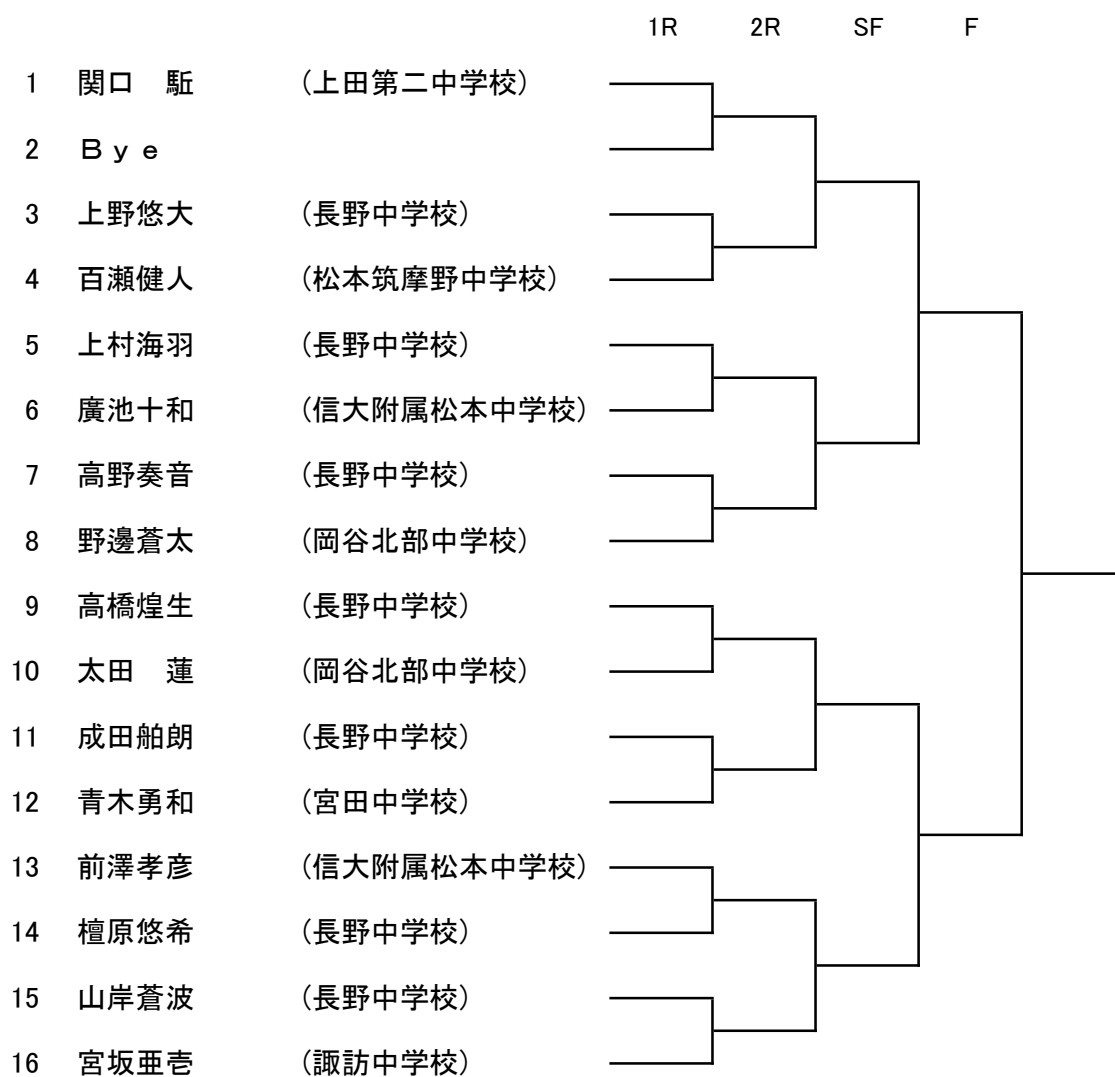 1R 2R SF F
1 関口 駈 (上田第二中学校)
2 Ｂｙｅ
3 上野悠大 (長野中学校)
4 百瀬健人 (松本筑摩野中学校)
5 上村海羽 (長野中学校)
6 廣池十和 (信大附属松本中学校)
7 高野奏音 (長野中学校)
8 野邊蒼太 (岡谷北部中学校)
9 高橋煌生 (長野中学校)
10 太田 蓮 (岡谷北部中学校)
11 成田舶朗 (長野中学校)
12 青木勇和 (宮田中学校)
13 前澤孝彦 (信大附属松本中学校)
14 檀原悠希 (長野中学校)
15 山岸蒼波 (長野中学校)
16 宮坂亜壱 (諏訪中学校)